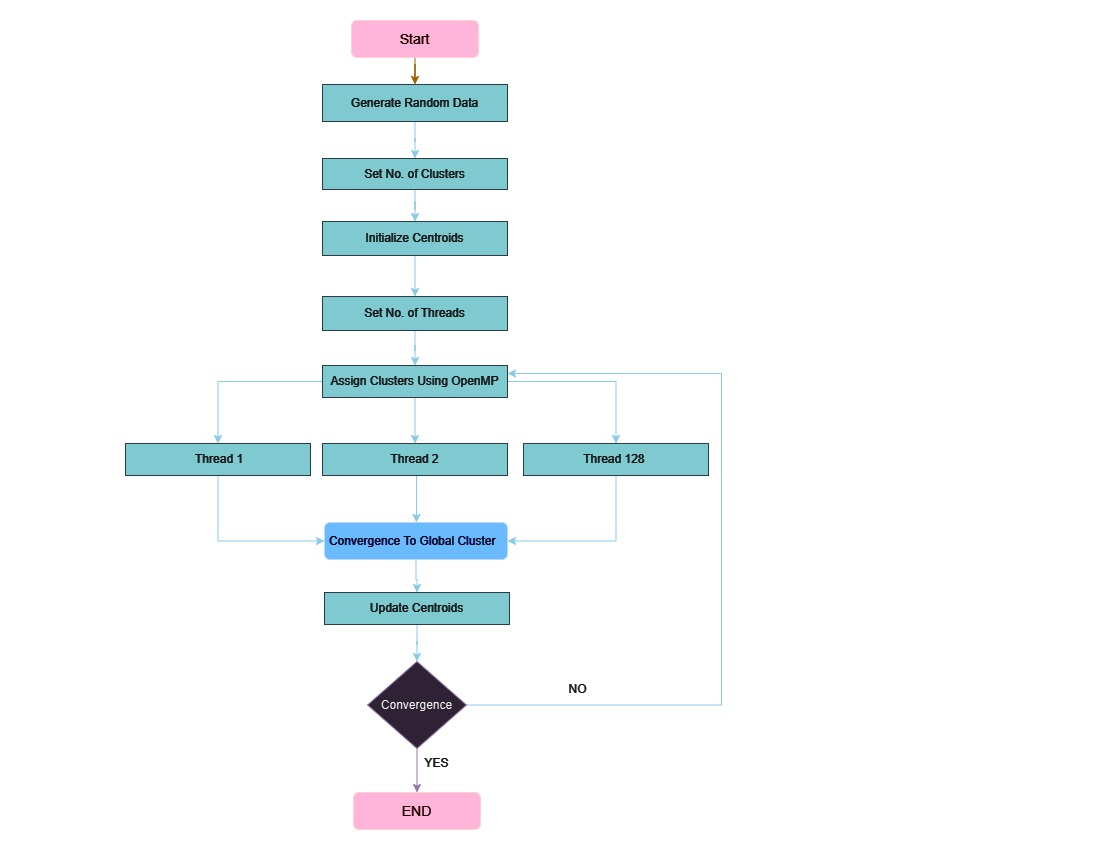 Start
Generate Random Data
Set No. of Clusters
Initialize Centroids
Set No. of Threads
Assign Clusters Using OpenMP
Thread 1
Thread 2
Thread 128
Convergence To Global Cluster
Update Centroids
Convergence
NO
YES
END